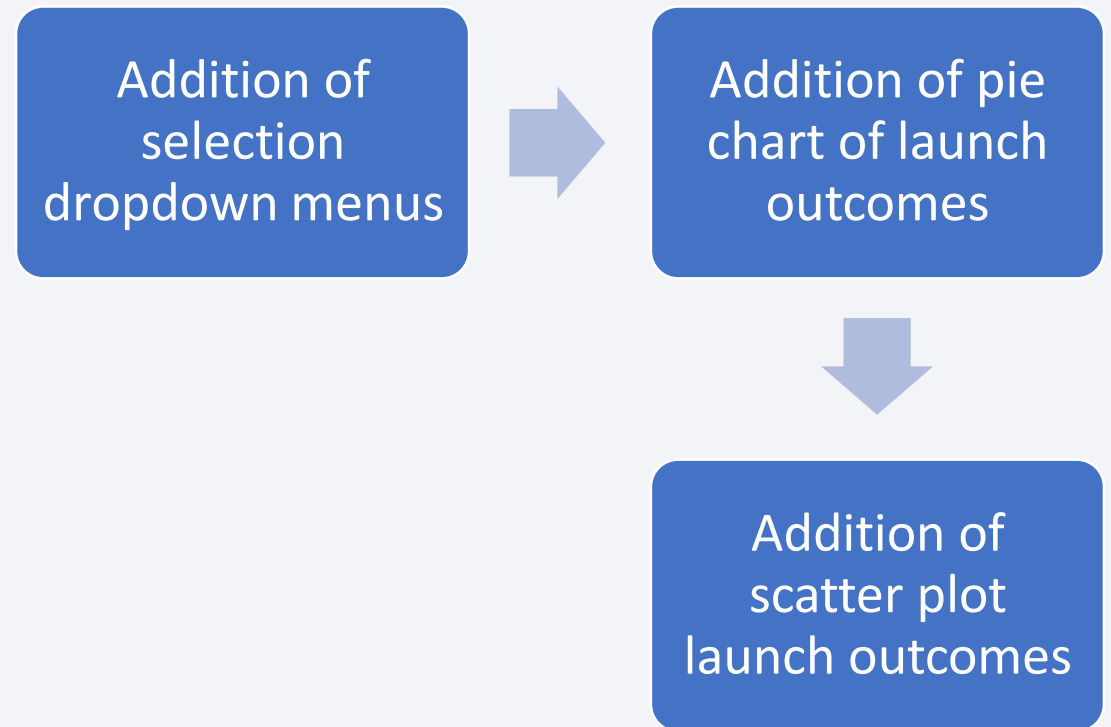 Addition of
selection
dropdown menus
Addition of pie
chart of launch
outcomes
Addition of
scatter plot
launch outcomes